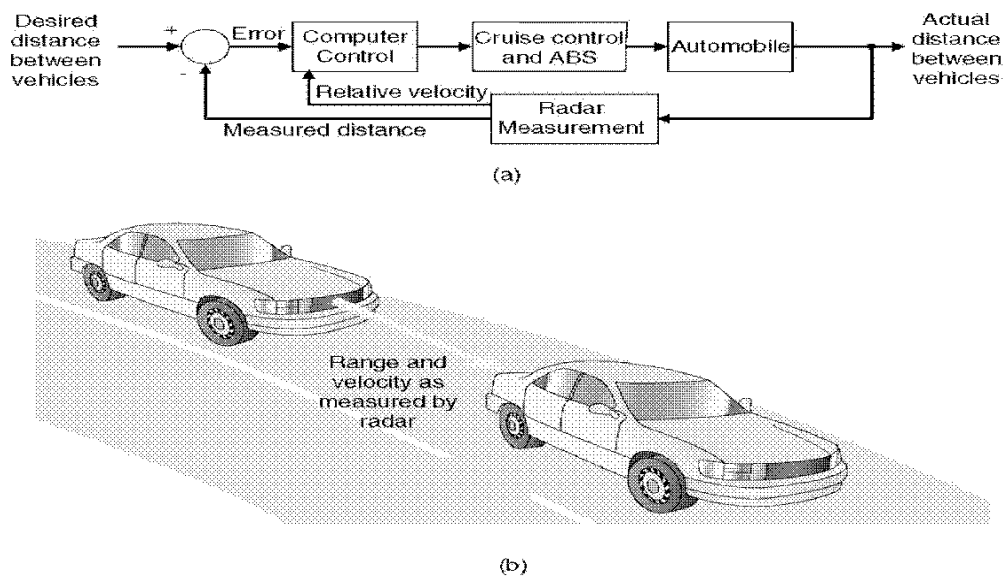 Desired
distance
between
vehicles
+
-
Error
Computer
Control
Cruise control
and ABS
Automobile
Actual
distance
between
vehicles
Relative velocity
Radar
Measurement
Measured distance
(a)
Range and
velocity as
measured by
radar
(b)